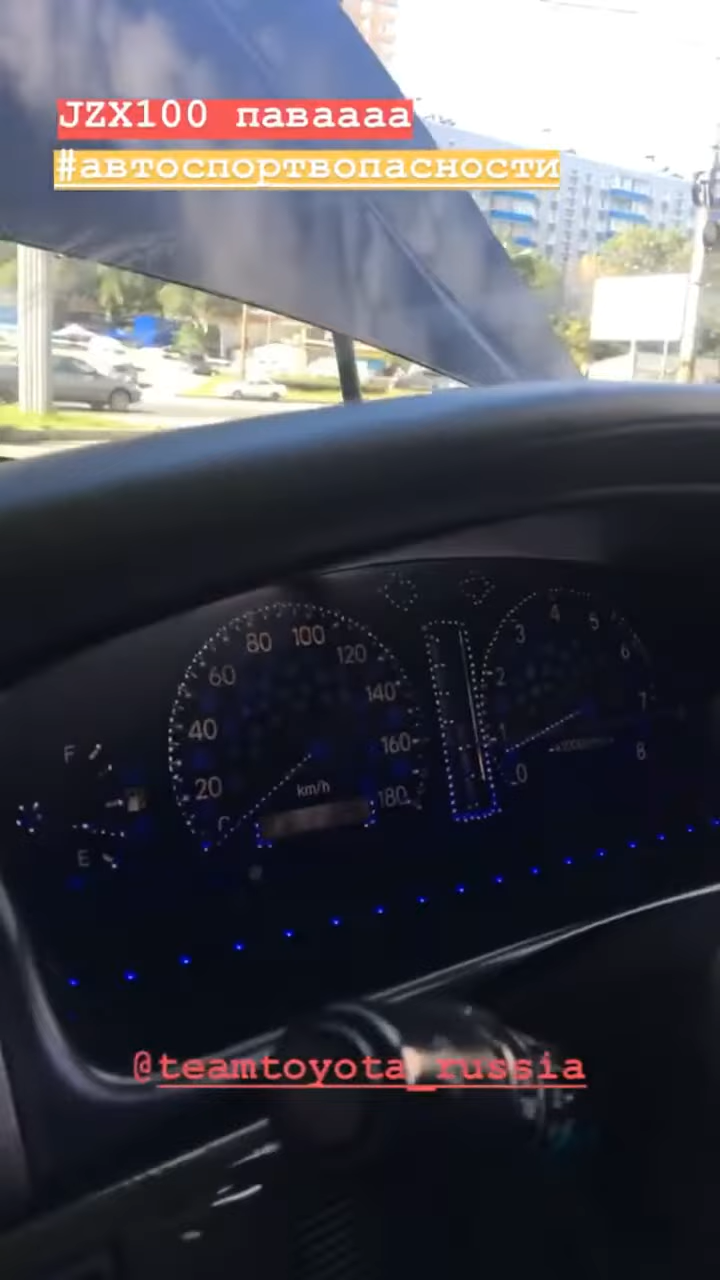 JZX100 паваааа
#автоспортвопасности
80 100
60 120
140
40
160
20 km/h
180
F
E
4
3 5
2 6
1 7
0 8
@teamtoyota_russia